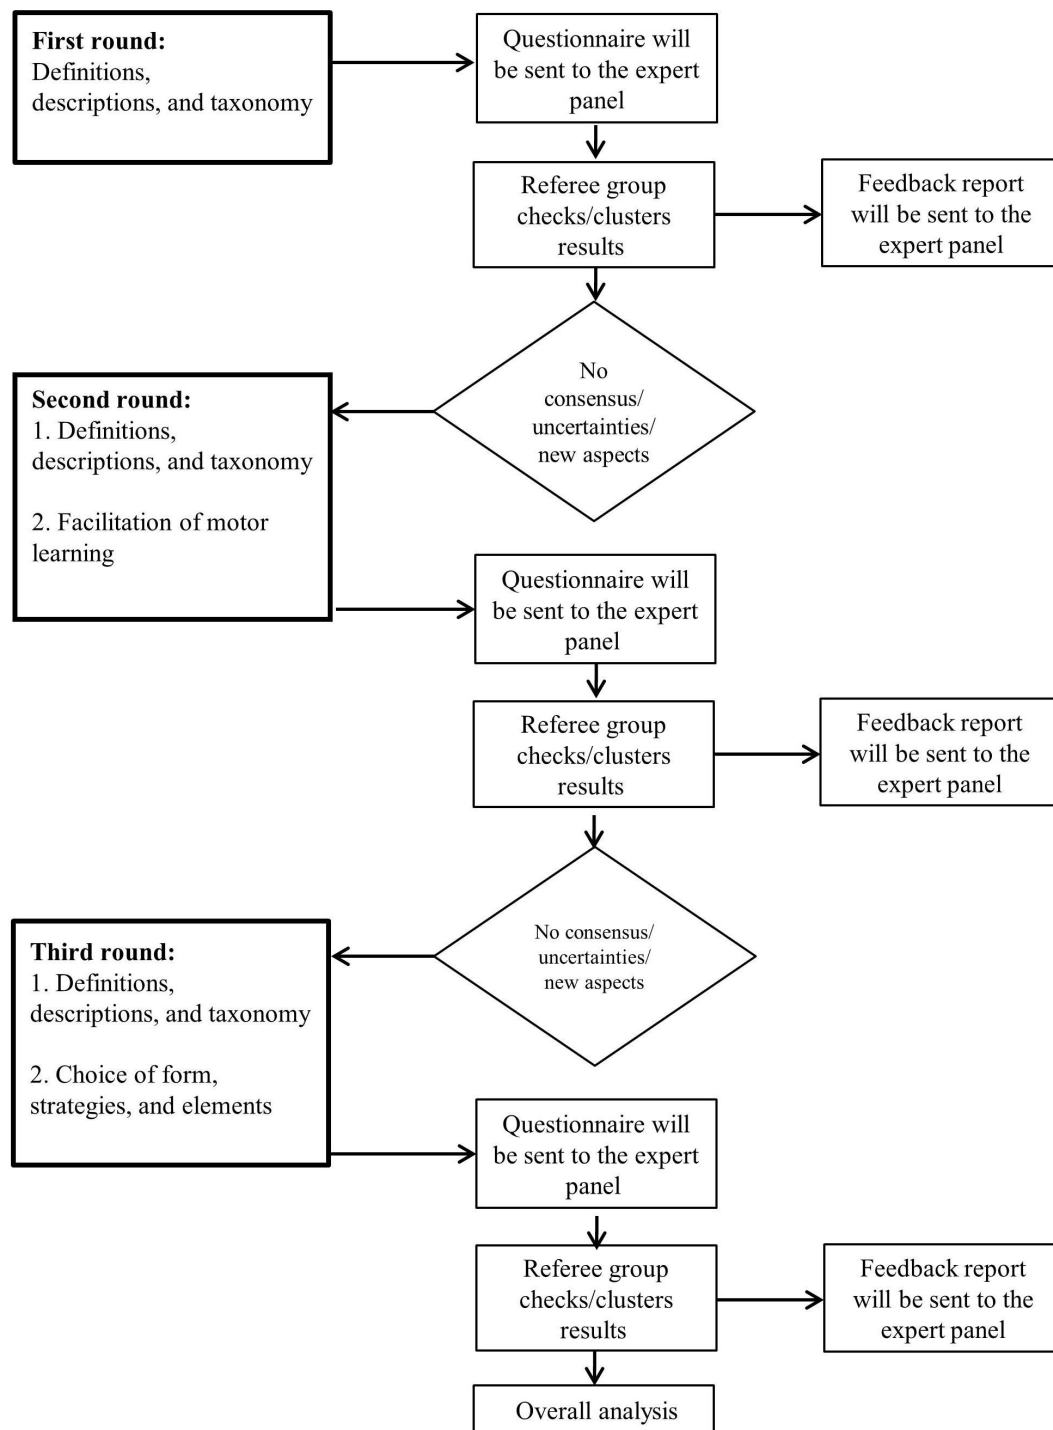 First round:
Definitions,
descriptions, and taxonomy
Questionnaire will
be sent to the expert
panel
Referee group
checks/clusters
results
Feedback report
will be sent to the
expert panel
No
consensus/
uncertainties/
new aspects
Second round:
1. Definitions,
descriptions, and taxonomy
2. Facilitation of motor
learning
Questionnaire will
be sent to the expert
panel
Referee group
checks/clusters
results
Feedback report
will be sent to the
expert panel
No consensus/
uncertainties/
new aspects
Third round:
1. Definitions,
descriptions, and taxonomy
2. Choice of form,
strategies, and elements
Questionnaire will
be sent to the expert
panel
Referee group
checks/clusters
results
Feedback report
will be sent to the
expert panel
Overall analysis